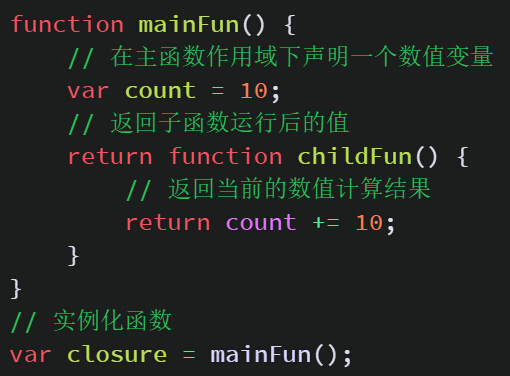 function mainFun() {
    // 在主函数作用域下声明一个数值变量
    var count = 10;
    // 返回子函数运行后的值
    return function childFun() {
        // 返回当前的数值计算结果
        return count += 10;
    }
}
// 实例化函数
var closure = mainFun();